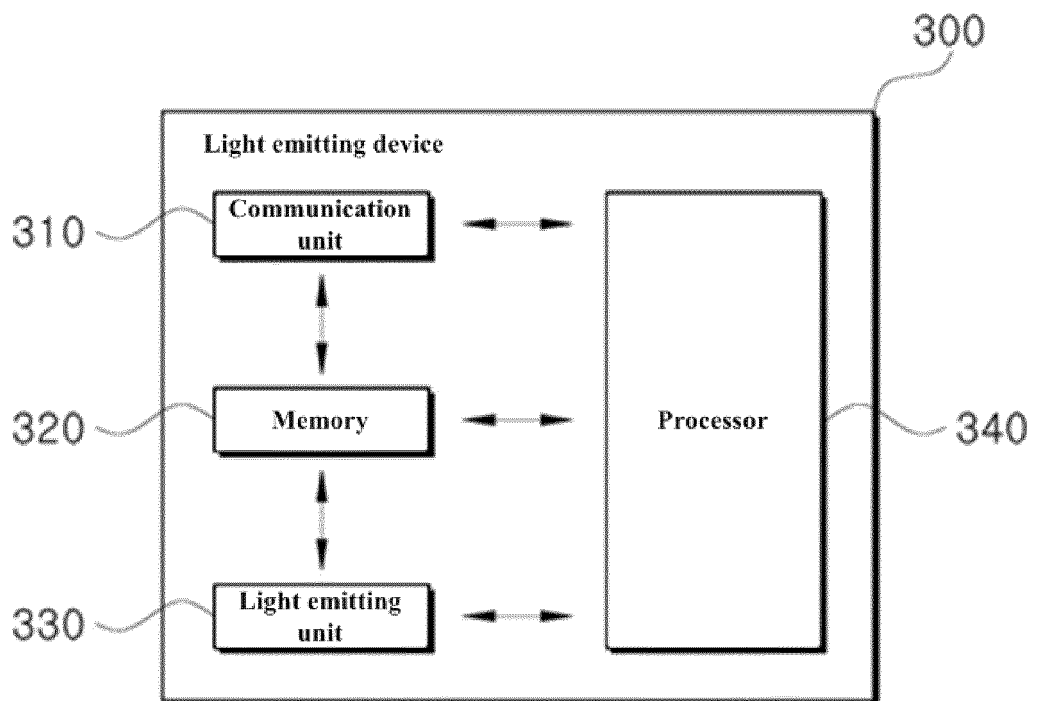 300
Light emitting device
310
Communication
unit
320
Memory
Processor
340
330
Light emitting
unit